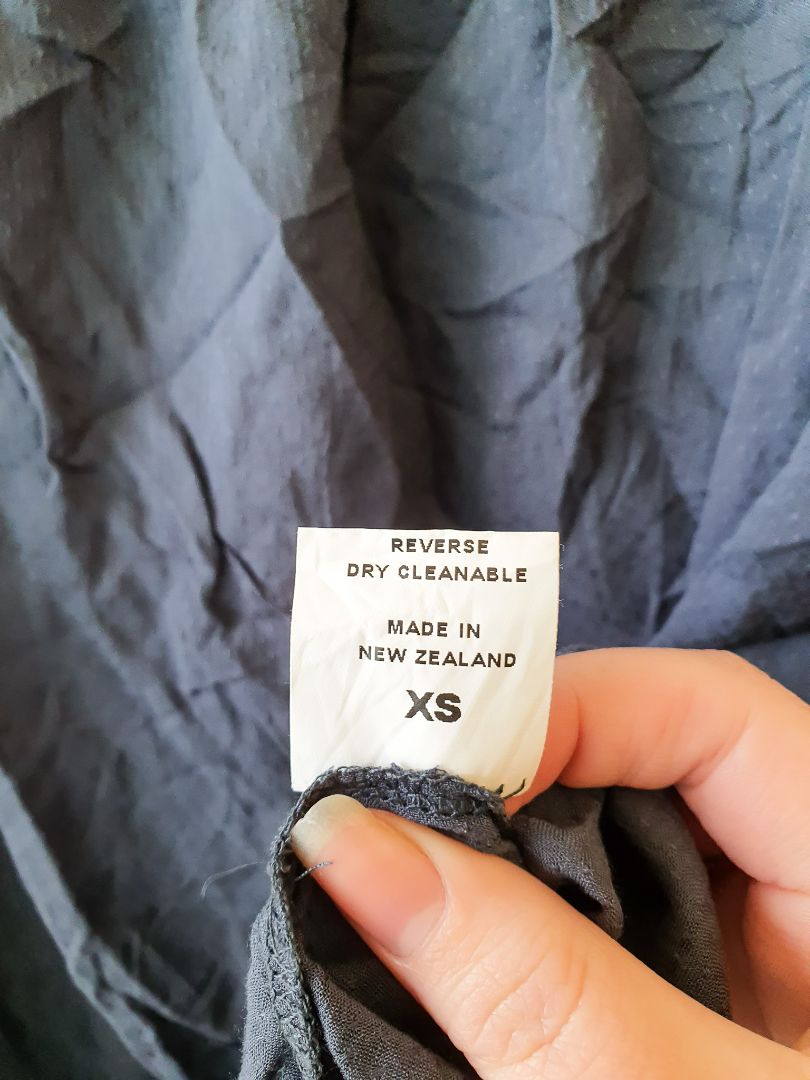 REVERSE
DRY CLEANABLE
MADE IN
NEW ZEALAND
XS